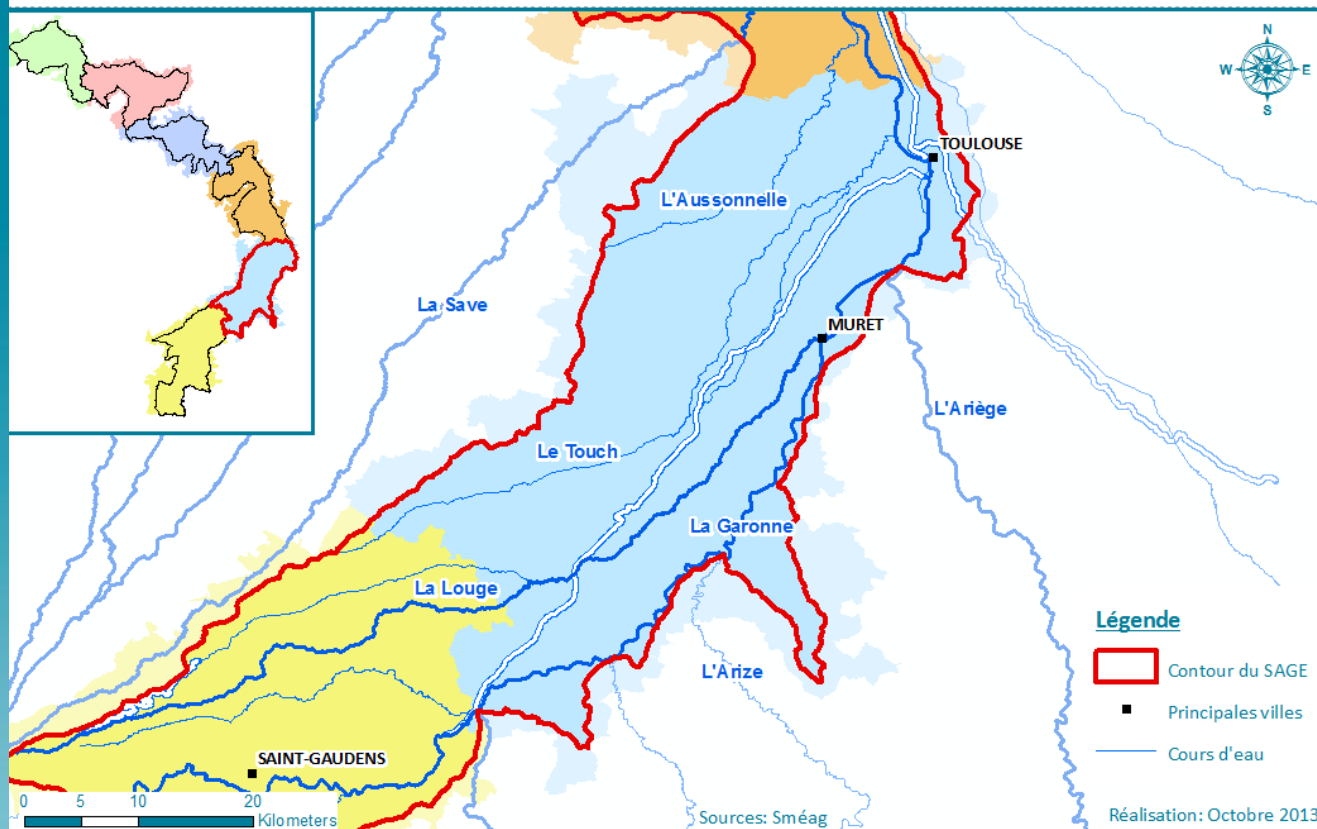 N
W E
S
TOULOUSE
L'Aussonnelle
La Save
MURET
L'Ariège
Le Touch
La Garonne
La Louge
L'Arize
Légende
Contour du SAGE
Principales villes
Cours d'eau
SAINT-GAUDENS
0 5 10 20
Kilometers
Sources: Sméag
Réalisation: Octobre 2013